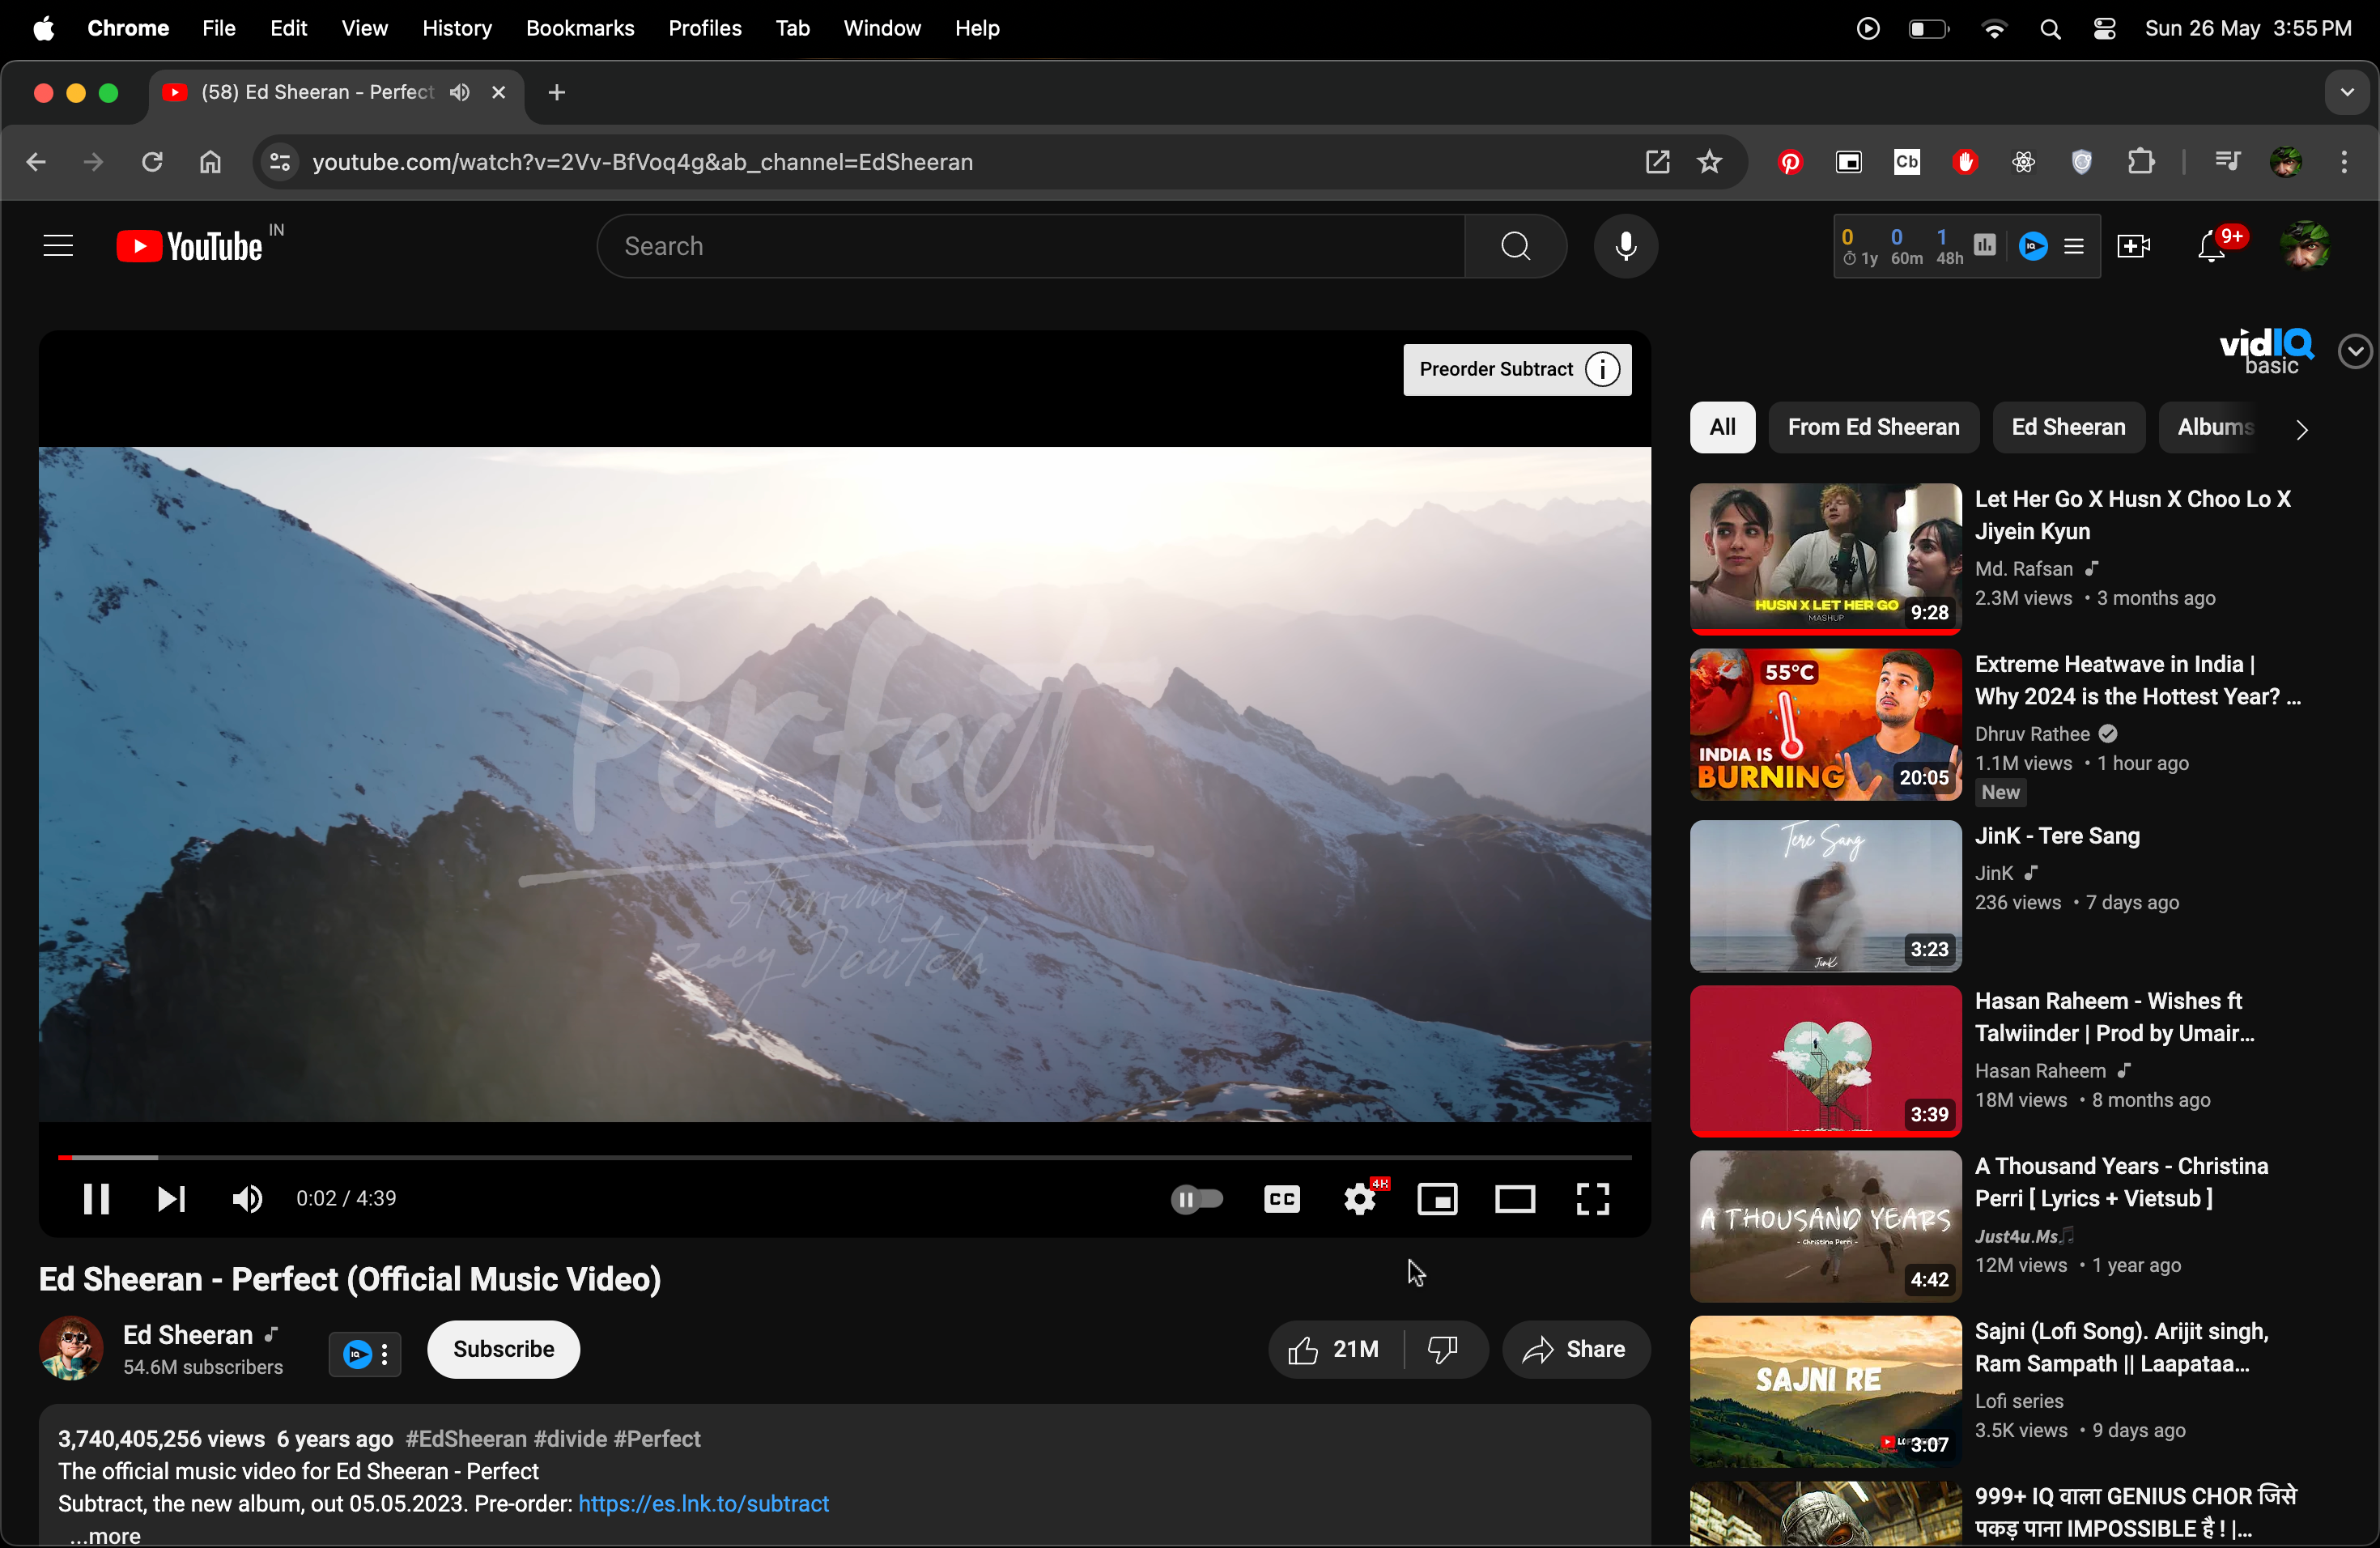 Chrome File Edit View History Bookmarks Profiles Tab Window Help Sun 26 May 3:55 PM
(58) Ed Sheeran - Perfect
youtube.com/watch?v=2Vv-BfVoq4g&ab_channel=EdSheeran
Cb
YouTube IN
Search
0 0 1
1y 60m 48h
IQ
9+
Preorder Subtract i
vidIQ
basic
All From Ed Sheeran Ed Sheeran Albums
Perfect
starring
Zoey Deutch
0:02 / 4:39
CC
4K
Ed Sheeran - Perfect (Official Music Video)
Ed Sheeran
54.6M subscribers
IQ
Subscribe
21M
Share
3,740,405,256 views 6 years ago #EdSheeran #divide #Perfect
The official music video for Ed Sheeran - Perfect
Subtract, the new album, out 05.05.2023. Pre-order: https://es.lnk.to/subtract
...more
HUSN X LET HER GO
MASHUP
9:28
Let Her Go X Husn X Choo Lo X
Jiyein Kyun
Md. Rafsan
2.3M views • 3 months ago
55°C
INDIA IS
BURNING
20:05
Extreme Heatwave in India |
Why 2024 is the Hottest Year? ...
Dhruv Rathee
1.1M views • 1 hour ago
New
Tere Sang
JinK
3:23
JinK - Tere Sang
JinK
236 views • 7 days ago
3:39
Hasan Raheem - Wishes ft
Talwiinder | Prod by Umair...
Hasan Raheem
18M views • 8 months ago
A THOUSAND YEARS
- Christina Perri -
4:42
A Thousand Years - Christina
Perri [ Lyrics + Vietsub ]
Just4u.Ms
12M views • 1 year ago
SAJNI RE
3:07
Sajni (Lofi Song). Arijit singh,
Ram Sampath || Laapataa...
Lofi series
3.5K views • 9 days ago
999+ IQ वाला GENIUS CHOR जिसे
पकड़ पाना IMPOSSIBLE है ! |...